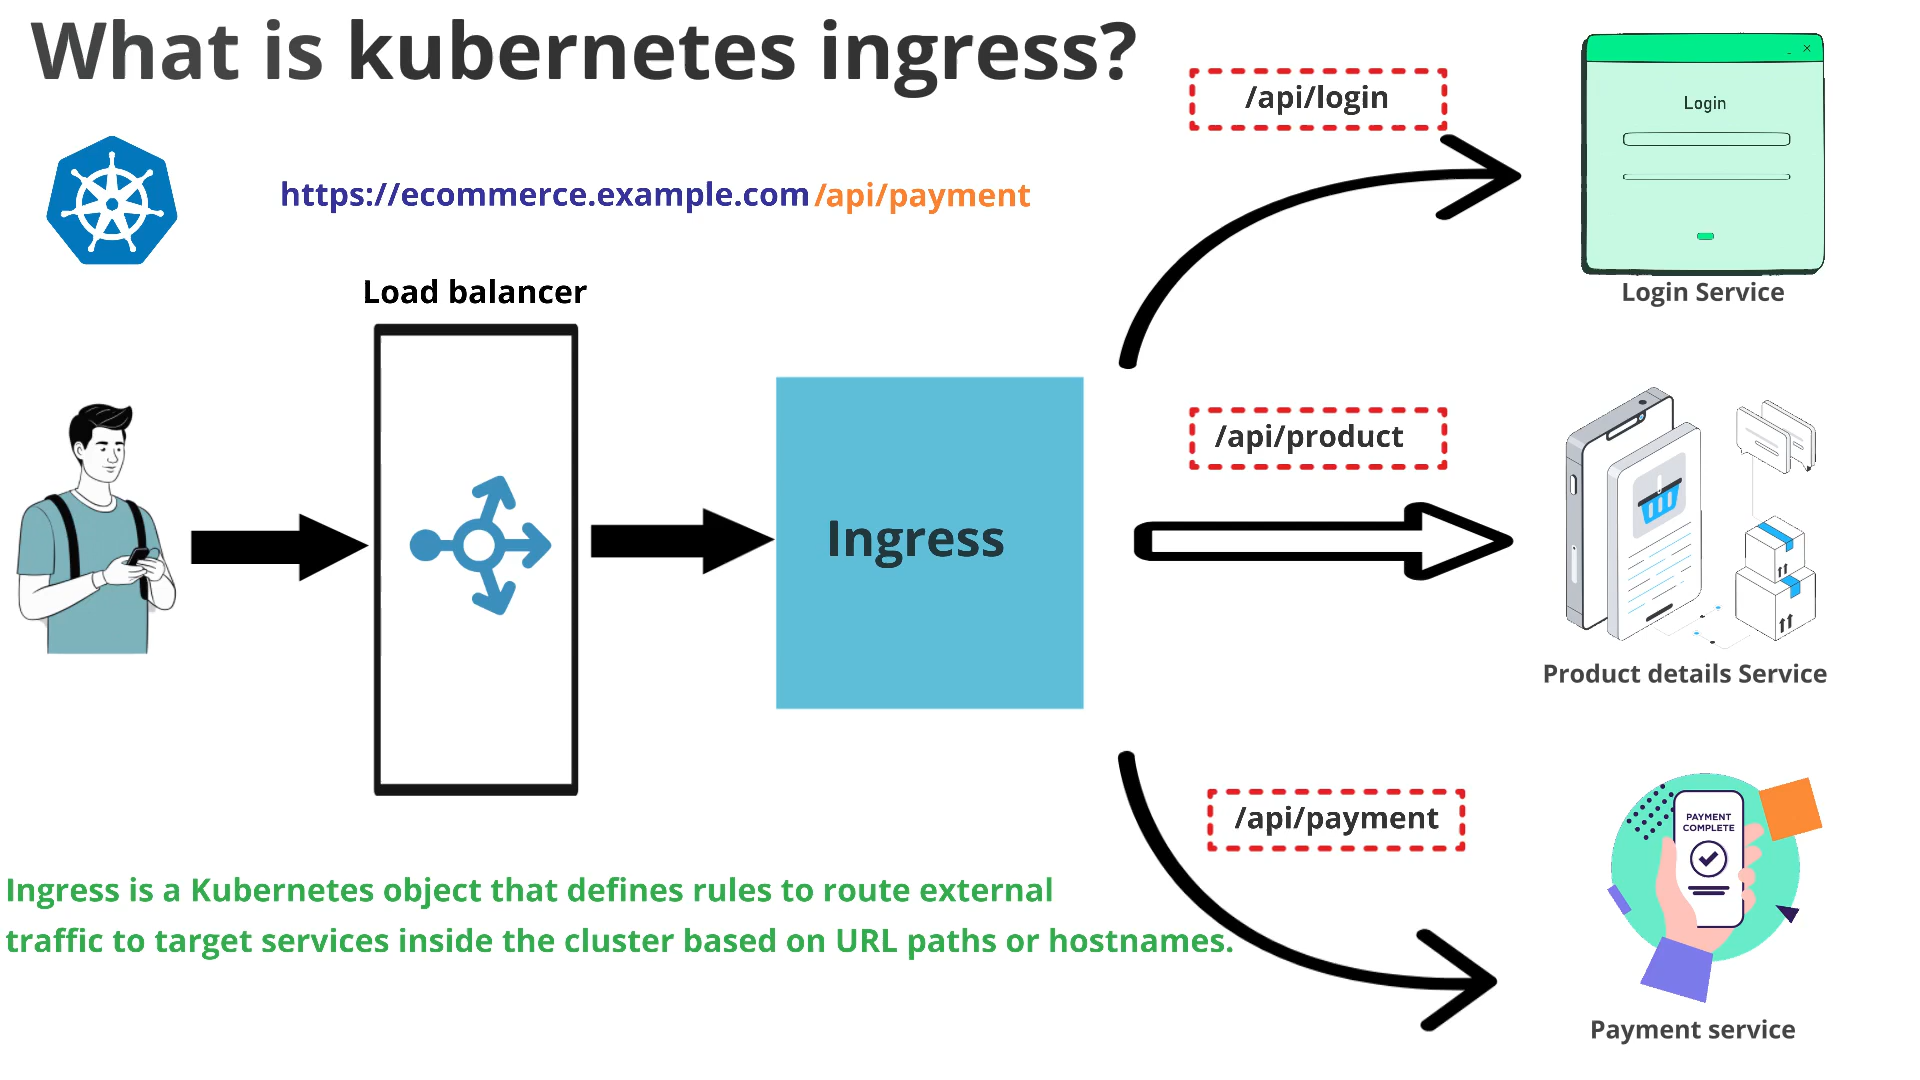 What is kubernetes ingress?
https://ecommerce.example.com/api/payment
Load balancer
Ingress
/api/login
Login
Login Service
/api/product
Product details Service
/api/payment
PAYMENT
COMPLETE
Payment service
Ingress is a Kubernetes object that defines rules to route external
traffic to target services inside the cluster based on URL paths or hostnames.